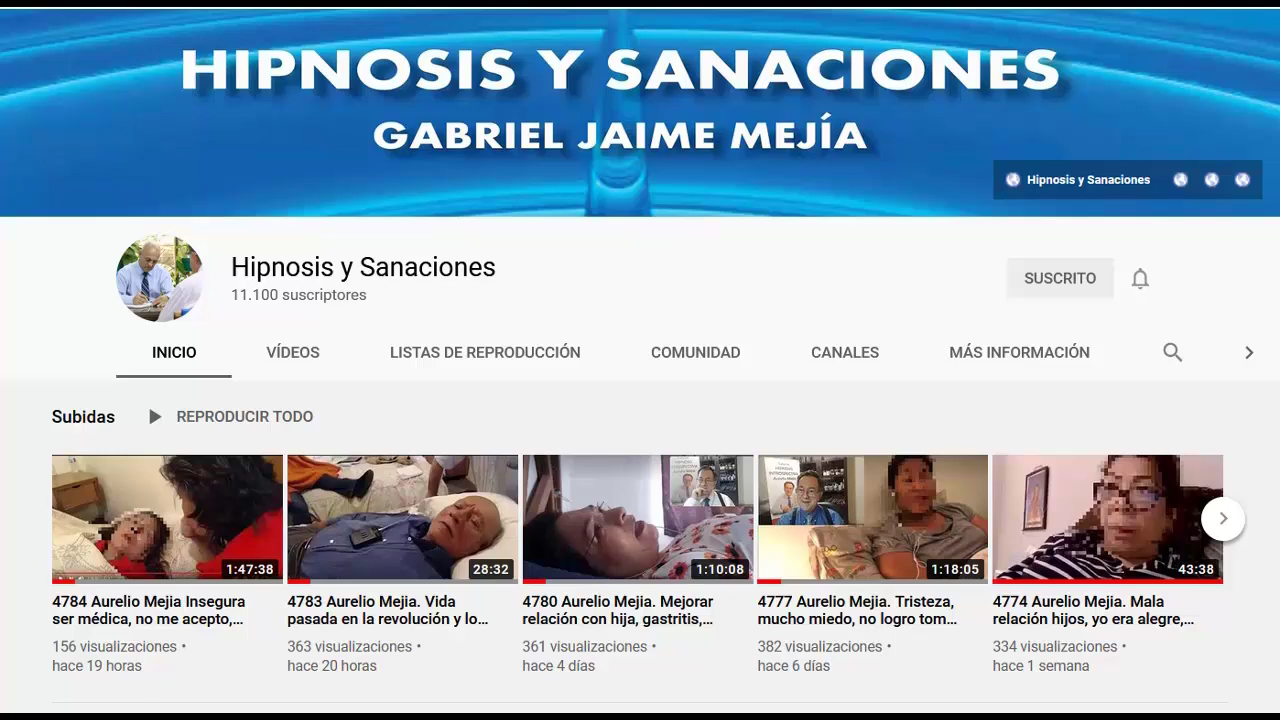 HIPNOSIS Y SANACIONES
GABRIEL JAIME MEJÍA
Hipnosis y Sanaciones
Hipnosis y Sanaciones
11.100 suscriptores
SUSCRITO
INICIO VÍDEOS LISTAS DE REPRODUCCIÓN COMUNIDAD CANALES MÁS INFORMACIÓN
Subidas REPRODUCIR TODO
1:47:38
28:32
1:10:08
1:18:05
43:38
4784 Aurelio Mejia Insegura
ser médica, no me acepto,...
156 visualizaciones •
hace 19 horas
4783 Aurelio Mejia. Vida
pasada en la revolución y lo...
363 visualizaciones •
hace 20 horas
4780 Aurelio Mejia. Mejorar
relación con hija, gastritis,...
361 visualizaciones •
hace 4 días
4777 Aurelio Mejia. Tristeza,
mucho miedo, no logro tom...
382 visualizaciones •
hace 6 días
4774 Aurelio Mejia. Mala
relación hijos, yo era alegre,...
334 visualizaciones •
hace 1 semana